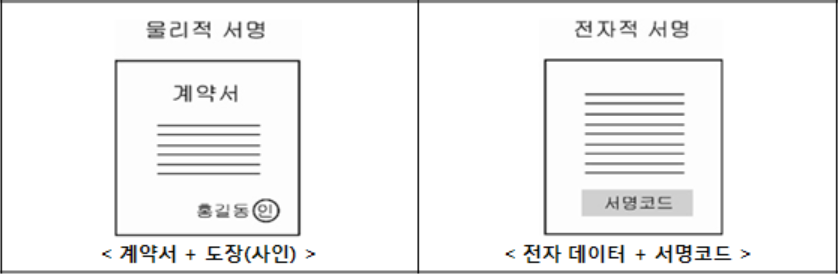 물리적 서명
계약서
홍길동 인
< 계약서 + 도장(사인) >
전자적 서명
서명코드
< 전자 데이터 + 서명코드 >